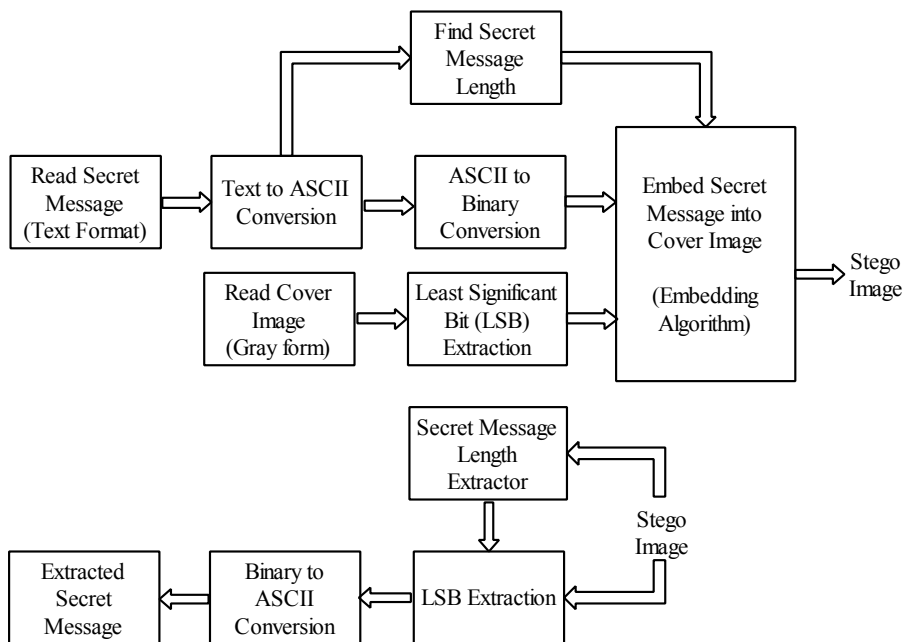 Find Secret
Message
Length
Read Secret
Message
(Text Format)
Text to ASCII
Conversion
ASCII to
Binary
Conversion
Embed Secret
Message into
Cover Image
(Embedding
Algorithm)
Stego
Image
Read Cover
Image
(Gray form)
Least Significant
Bit (LSB)
Extraction
Secret Message
Length
Extractor
Stego
Image
Extracted
Secret
Message
Binary to
ASCII
Conversion
LSB Extraction